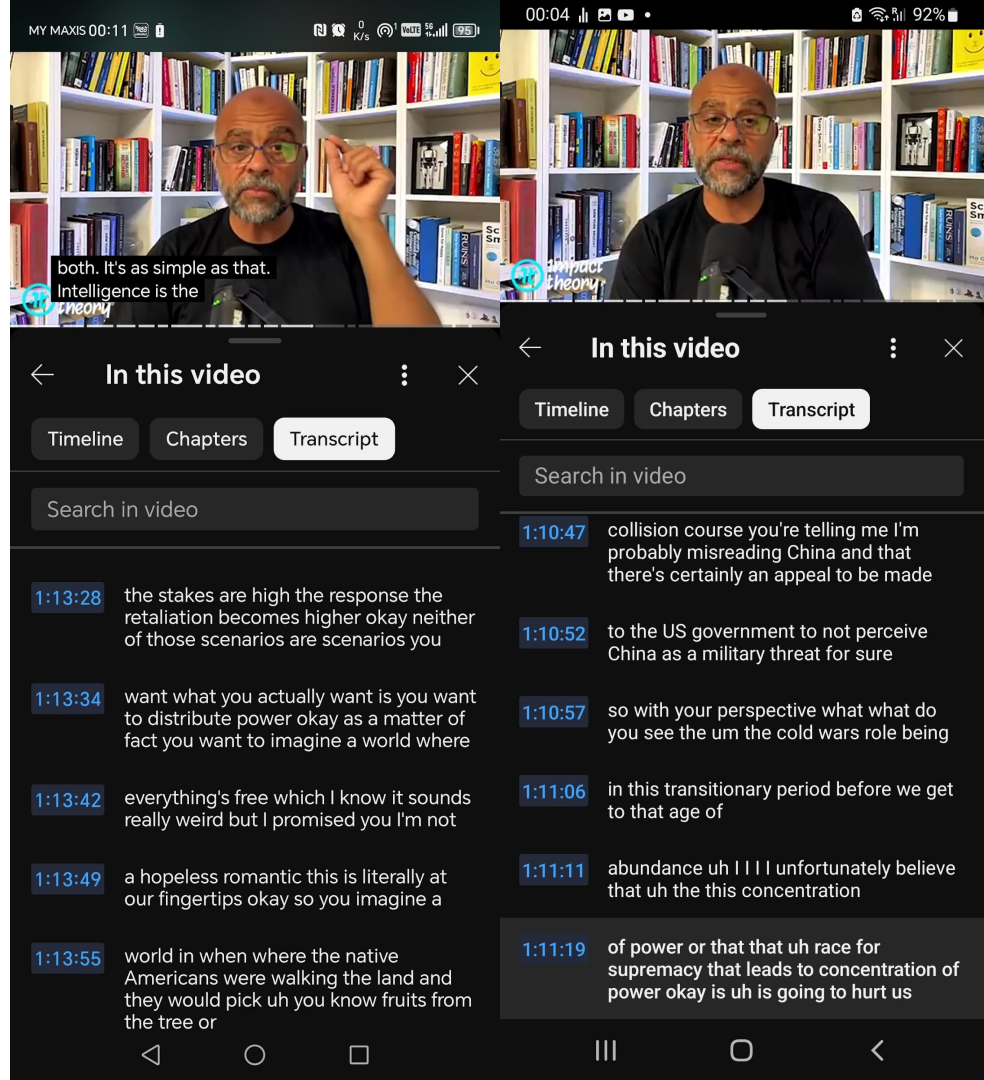 MY MAXIS 00:11
0
K/s
VoLTE
5G
95
both. It's as simple as that.
Intelligence is the
theory
In this video
Timeline
Chapters
Transcript
Search in video
1:13:28
the stakes are high the response the
retaliation becomes higher okay neither
of those scenarios are scenarios you
1:13:34
want what you actually want is you want
to distribute power okay as a matter of
fact you want to imagine a world where
1:13:42
everything's free which I know it sounds
really weird but I promised you I'm not
1:13:49
a hopeless romantic this is literally at
our fingertips okay so you imagine a
1:13:55
world in when where the native
Americans were walking the land and
they would pick uh you know fruits from
the tree or
00:04
92%
impact
theory
RUINS
In this video
Timeline
Chapters
Transcript
Search in video
1:10:47
collision course you're telling me I'm
probably misreading China and that
there's certainly an appeal to be made
1:10:52
to the US government to not perceive
China as a military threat for sure
1:10:57
so with your perspective what what do
you see the um the cold wars role being
1:11:06
in this transitionary period before we get
to that age of
1:11:11
abundance uh I I I I unfortunately believe
that uh the this concentration
1:11:19
of power or that that uh race for
supremacy that leads to concentration of
power okay is uh is going to hurt us